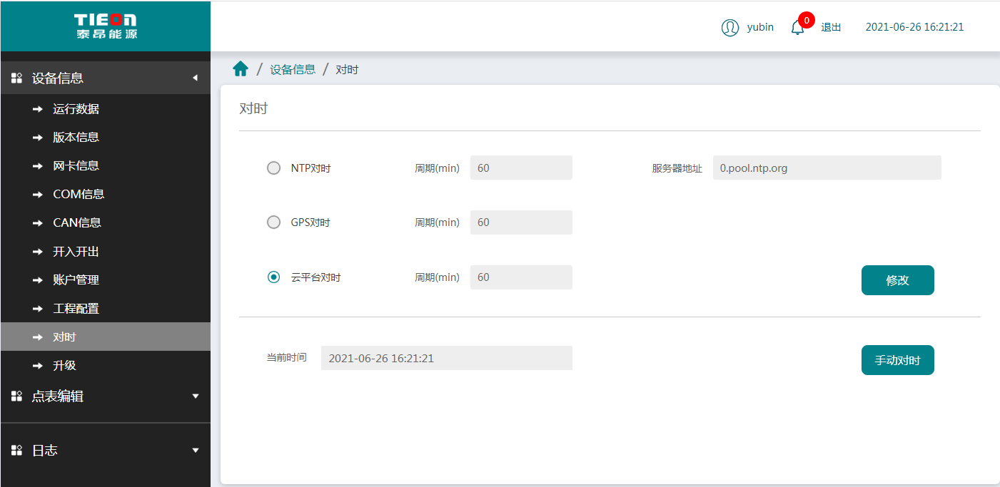 TIEON
泰昂能源
yubin
0
退出
2021-06-26 16:21:21
设备信息
运行数据
版本信息
网卡信息
COM信息
CAN信息
开入开出
账户管理
工程配置
对时
升级
点表编辑
日志
/ 设备信息 / 对时
对时
NTP对时 周期(min) 60 服务器地址 0.pool.ntp.org
GPS对时 周期(min) 60
云平台对时 周期(min) 60 修改
当前时间 2021-06-26 16:21:21 手动对时